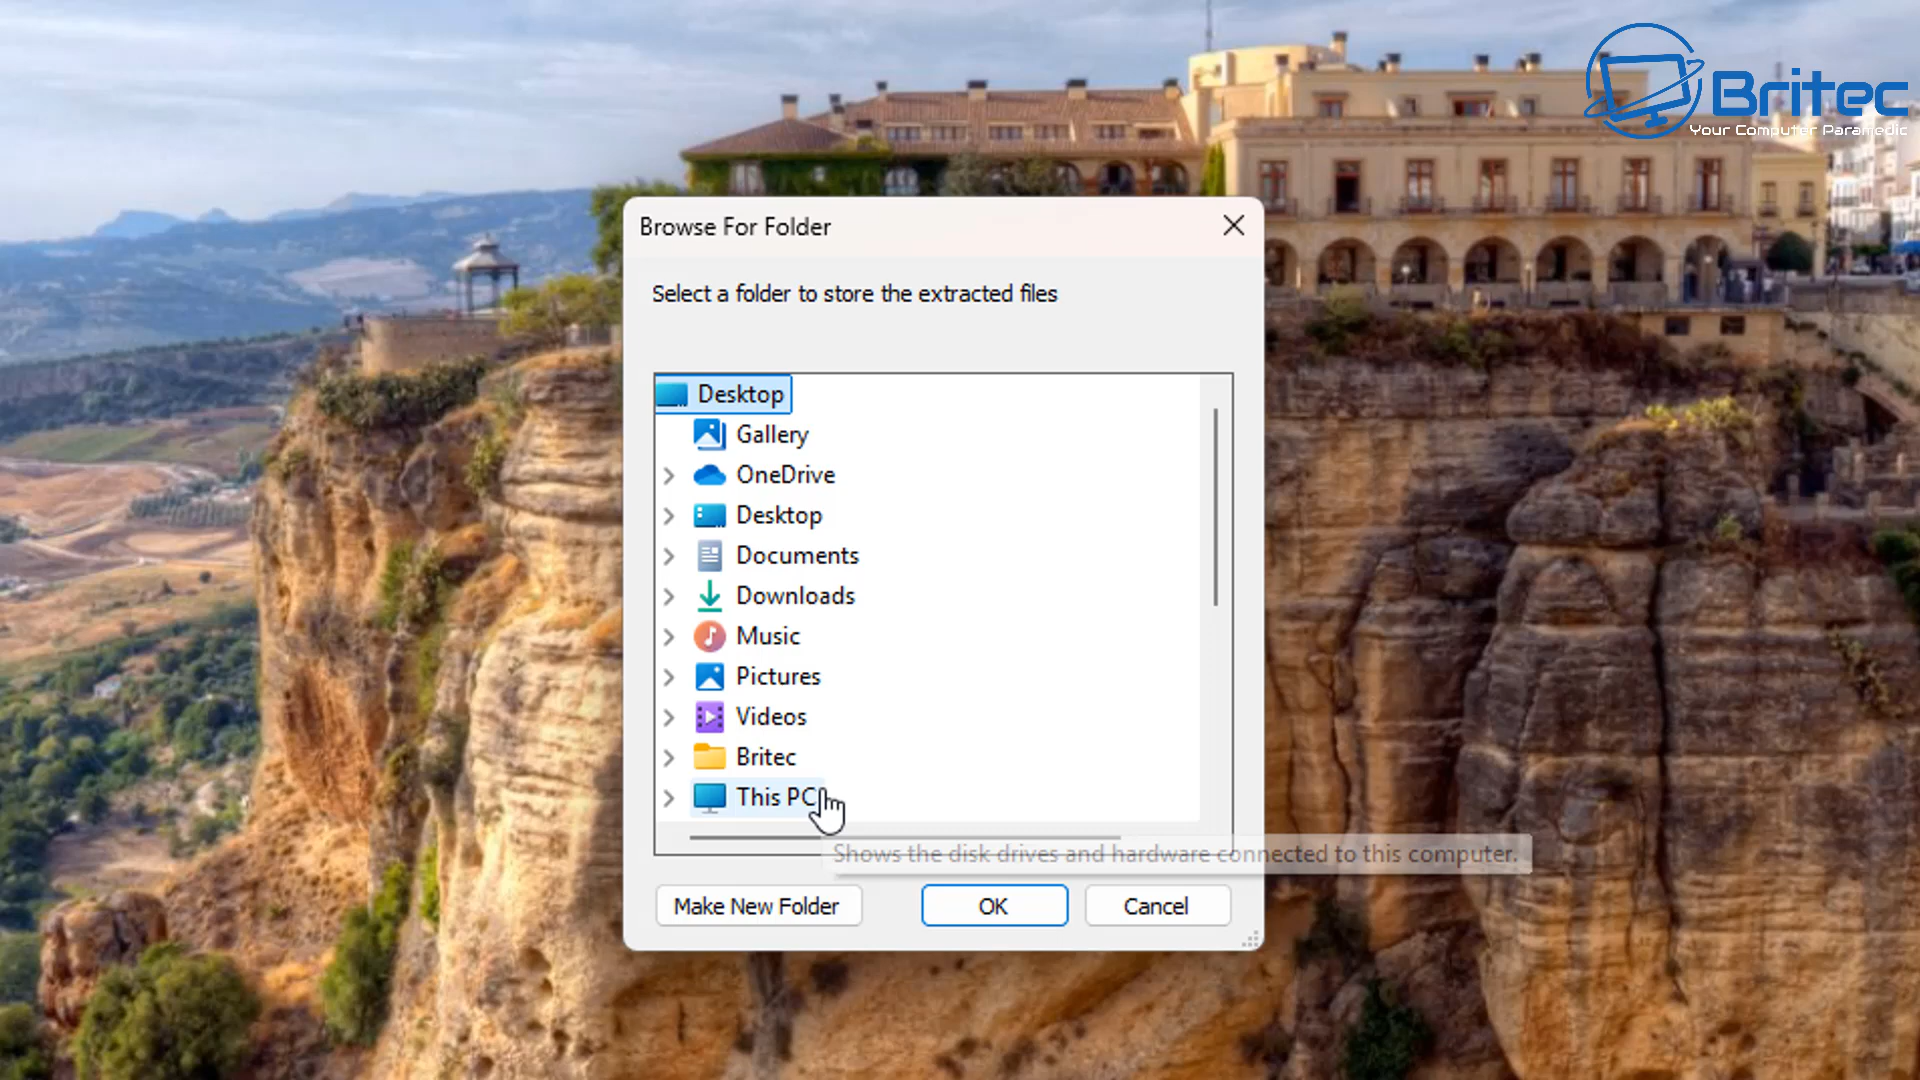 Britec
Your Computer Paramedic
Browse For Folder
Select a folder to store the extracted files
Desktop
Gallery
OneDrive
Desktop
Documents
Downloads
Music
Pictures
Videos
Britec
This PC
Shows the disk drives and hardware connected to this computer.
Make New Folder
OK
Cancel